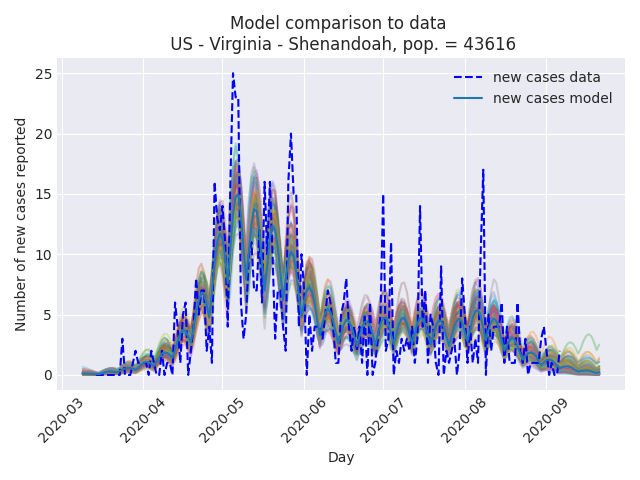 Model comparison to data
US - Virginia - Shenandoah, pop. = 43616
new cases data
new cases model
Number of new cases reported
25
20
15
10
5
0
2020-03
2020-04
2020-05
2020-06
2020-07
2020-08
2020-09
Day